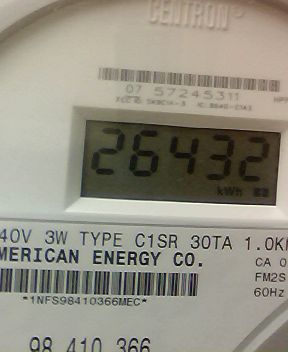 CENTRON®
07 57245311
26432
kWh
40V 3W TYPE C1SR 30TA 1.0K
MERICAN ENERGY CO.
CA 0
FM2S
60Hz
*1NFS98410366MEC*
98 410 366